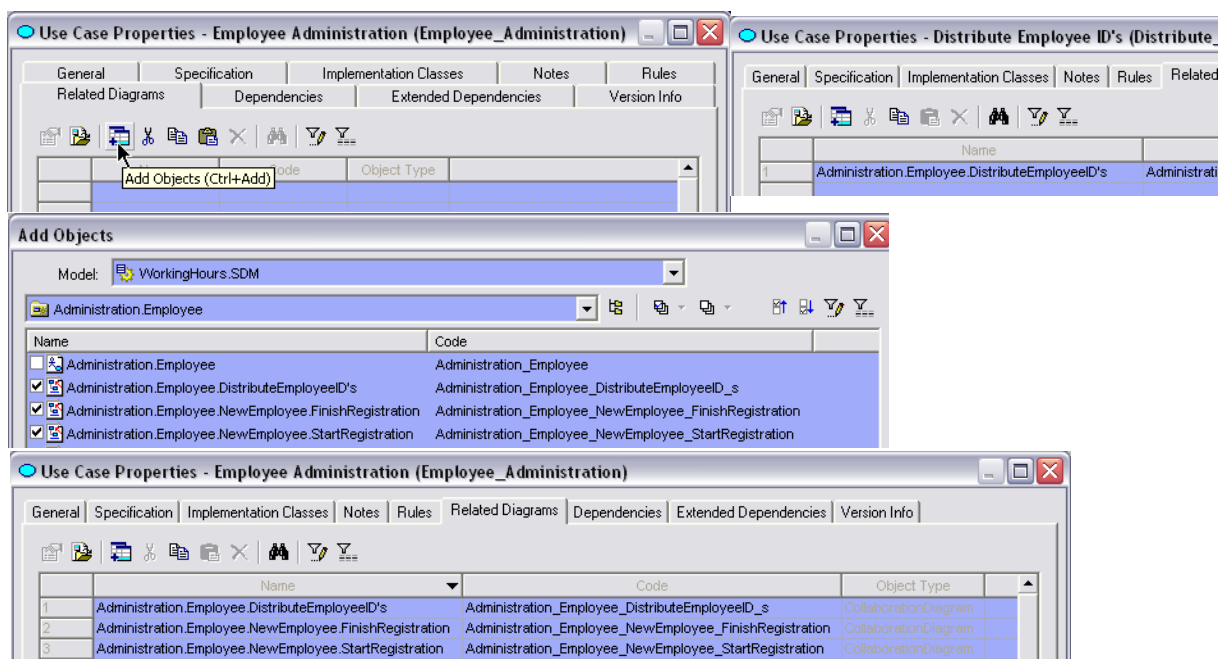 Use Case Properties - Employee Administration (Employee_Administration)
General Specification Implementation Classes Notes Rules
Related Diagrams Dependencies Extended Dependencies Version Info
Code Object Type
Add Objects (Ctrl+Add)
Use Case Properties - Distribute Employee ID's (Distribute_
General Specification Implementation Classes Notes Rules Related
Name
1 Administration.Employee.DistributeEmployeeID's Administrati
Add Objects
Model: WorkingHours.SDM
Administration.Employee
Name Code
Administration.Employee Administration_Employee
Administration.Employee.DistributeEmployeeID's Administration_Employee_DistributeEmployeeID_s
Administration.Employee.NewEmployee.FinishRegistration Administration_Employee_NewEmployee_FinishRegistration
Administration.Employee.NewEmployee.StartRegistration Administration_Employee_NewEmployee_StartRegistration
Use Case Properties - Employee Administration (Employee_Administration)
General Specification Implementation Classes Notes Rules Related Diagrams Dependencies Extended Dependencies Version Info
Name Code Object Type
1 Administration.Employee.DistributeEmployeeID's Administration_Employee_DistributeEmployeeID_s CollaborationDiagram
2 Administration.Employee.NewEmployee.FinishRegistration Administration_Employee_NewEmployee_FinishRegistration CollaborationDiagram
3 Administration.Employee.NewEmployee.StartRegistration Administration_Employee_NewEmployee_StartRegistration CollaborationDiagram